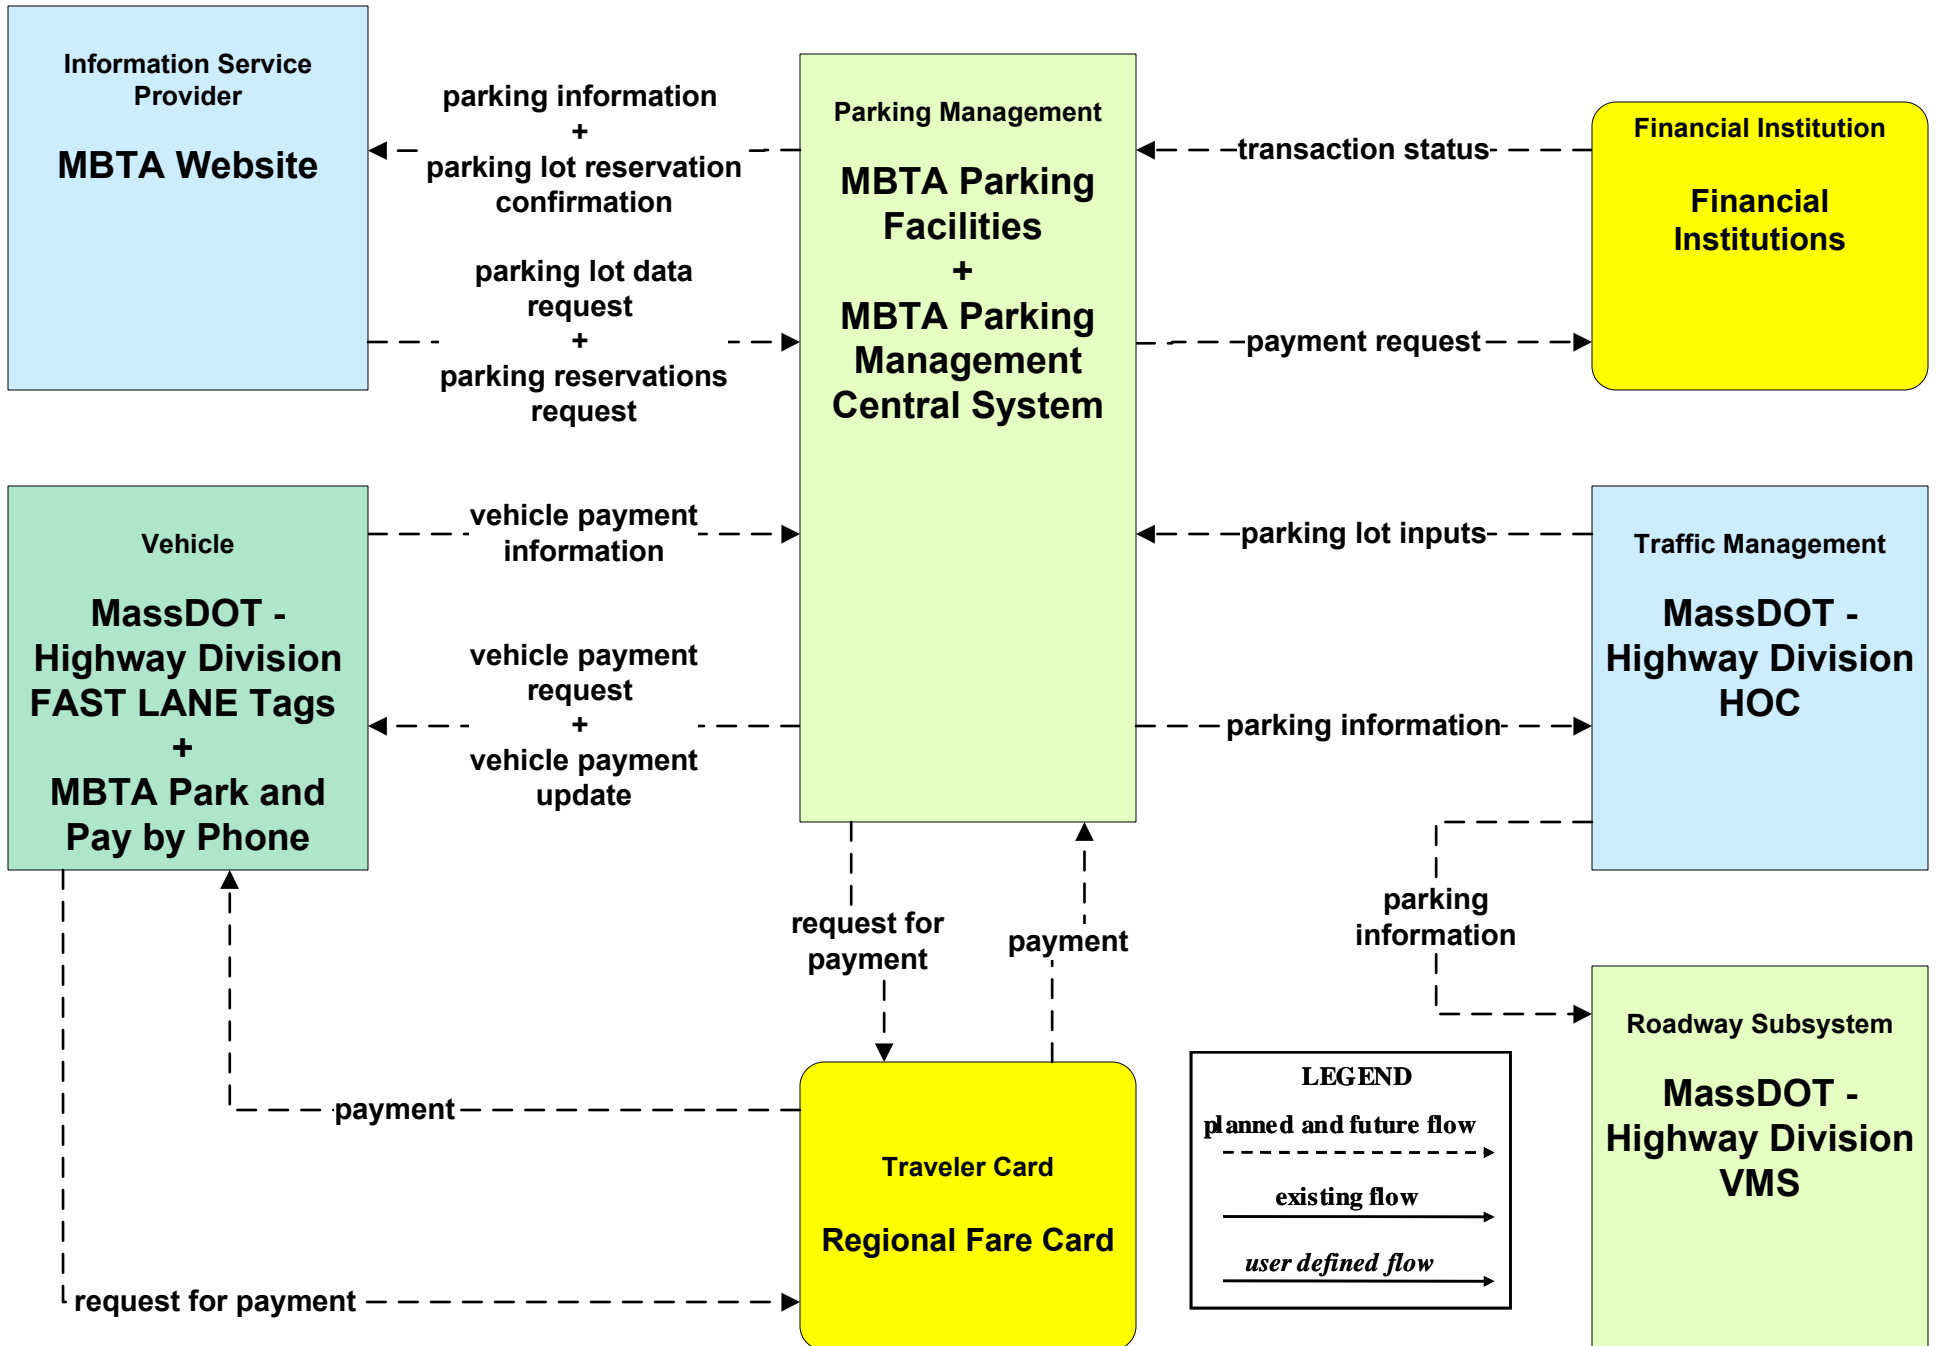 Information Service
Provider
MBTA Website
parking information
+
parking lot reservation
confirmation
parking lot data
request
+
parking reservations
request
Parking Management
MBTA Parking
Facilities
+
MBTA Parking
Management
Central System
transaction status
payment request
Financial Institution
Financial
Institutions
Vehicle
MassDOT -
Highway Division
FAST LANE Tags
+
MBTA Park and
Pay by Phone
vehicle payment
information
vehicle payment
request
+
vehicle payment
update
parking lot inputs
parking information
Traffic Management
MassDOT -
Highway Division
HOC
request for
payment
payment
parking
information
payment
request for payment
Traveler Card
Regional Fare Card
LEGEND
planned and future flow
existing flow
user defined flow
Roadway Subsystem
MassDOT -
Highway Division
VMS